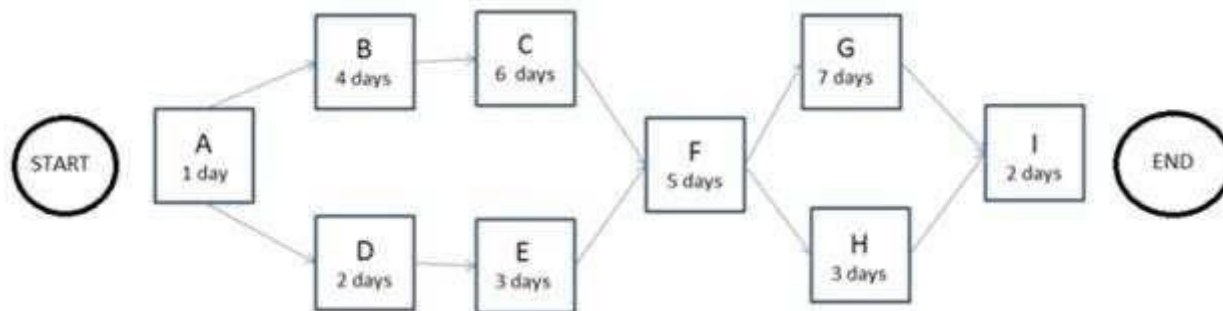 START
A
1 day
B
4 days
C
6 days
D
2 days
E
3 days
F
5 days
G
7 days
H
3 days
I
2 days
END